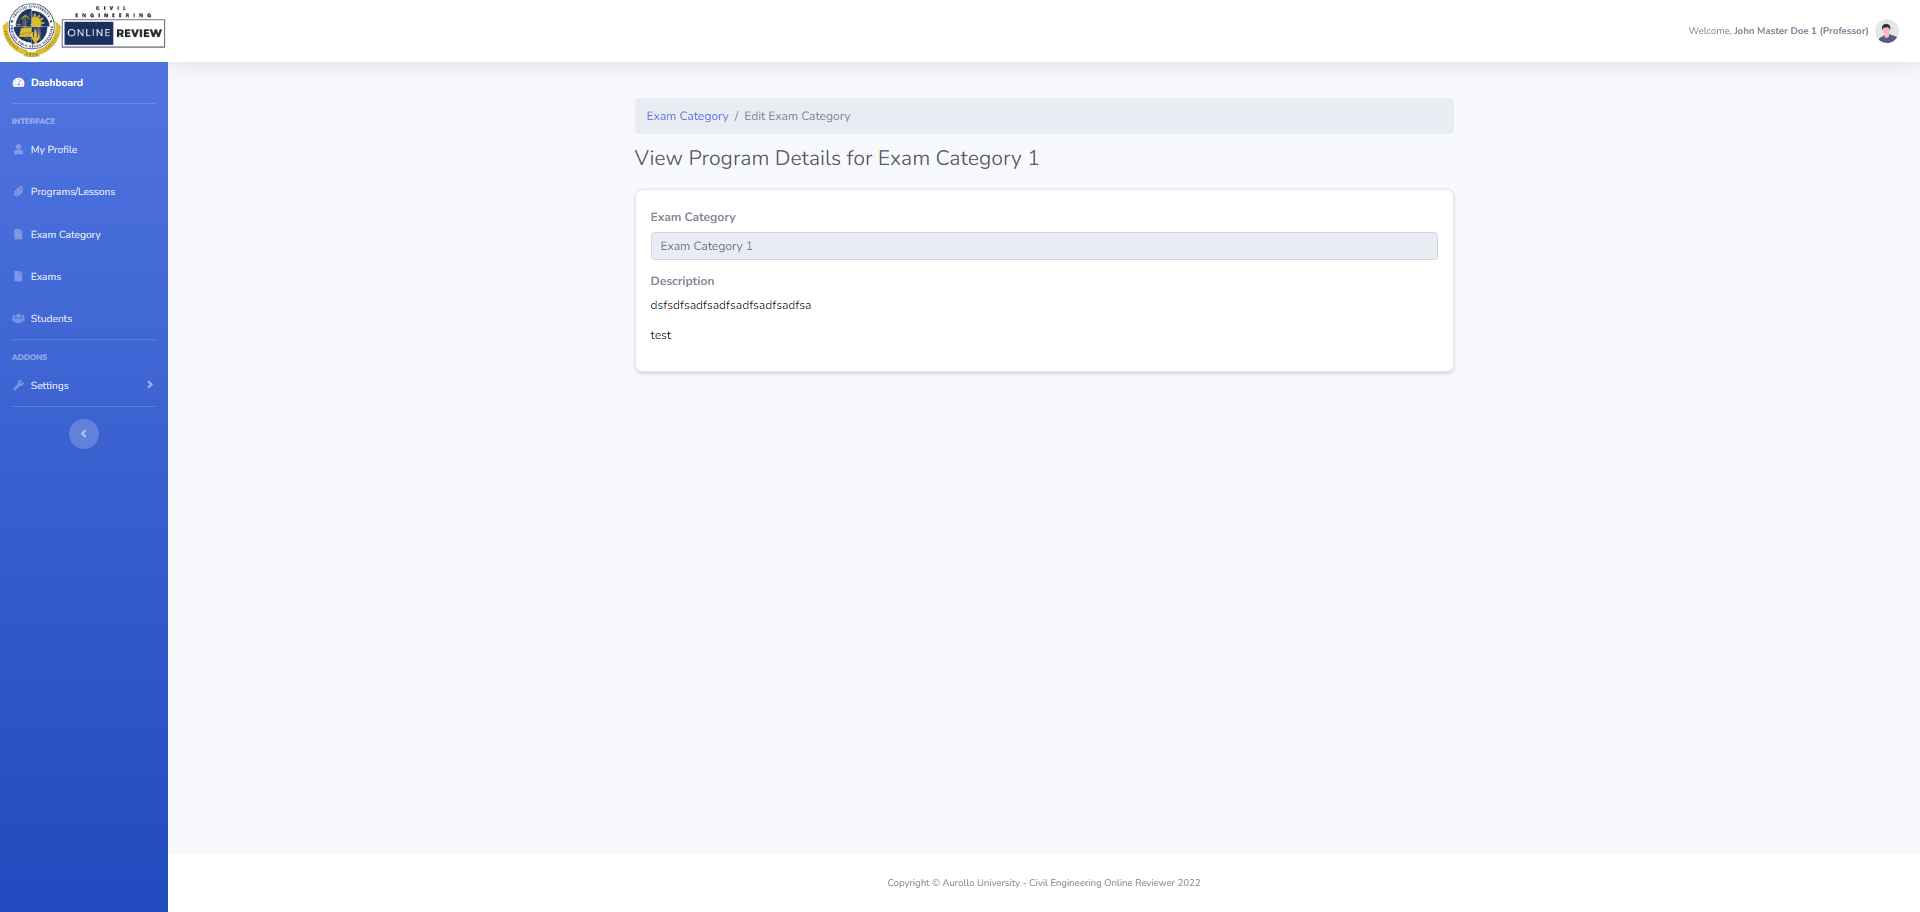 CIVIL
ENGINEERING
ONLINE REVIEW
Welcome, John Master Doe 1 (Professor)
Dashboard
INTERFACE
My Profile
Programs/Lessons
Exam Category
Exams
Students
ADDONS
Settings
Exam Category / Edit Exam Category
View Program Details for Exam Category 1
Exam Category
Exam Category 1
Description
dsfsdfsadfsadfsadfsadfsadfsa
test
Copyright © Aurollo University - Civil Engineering Online Reviewer 2022